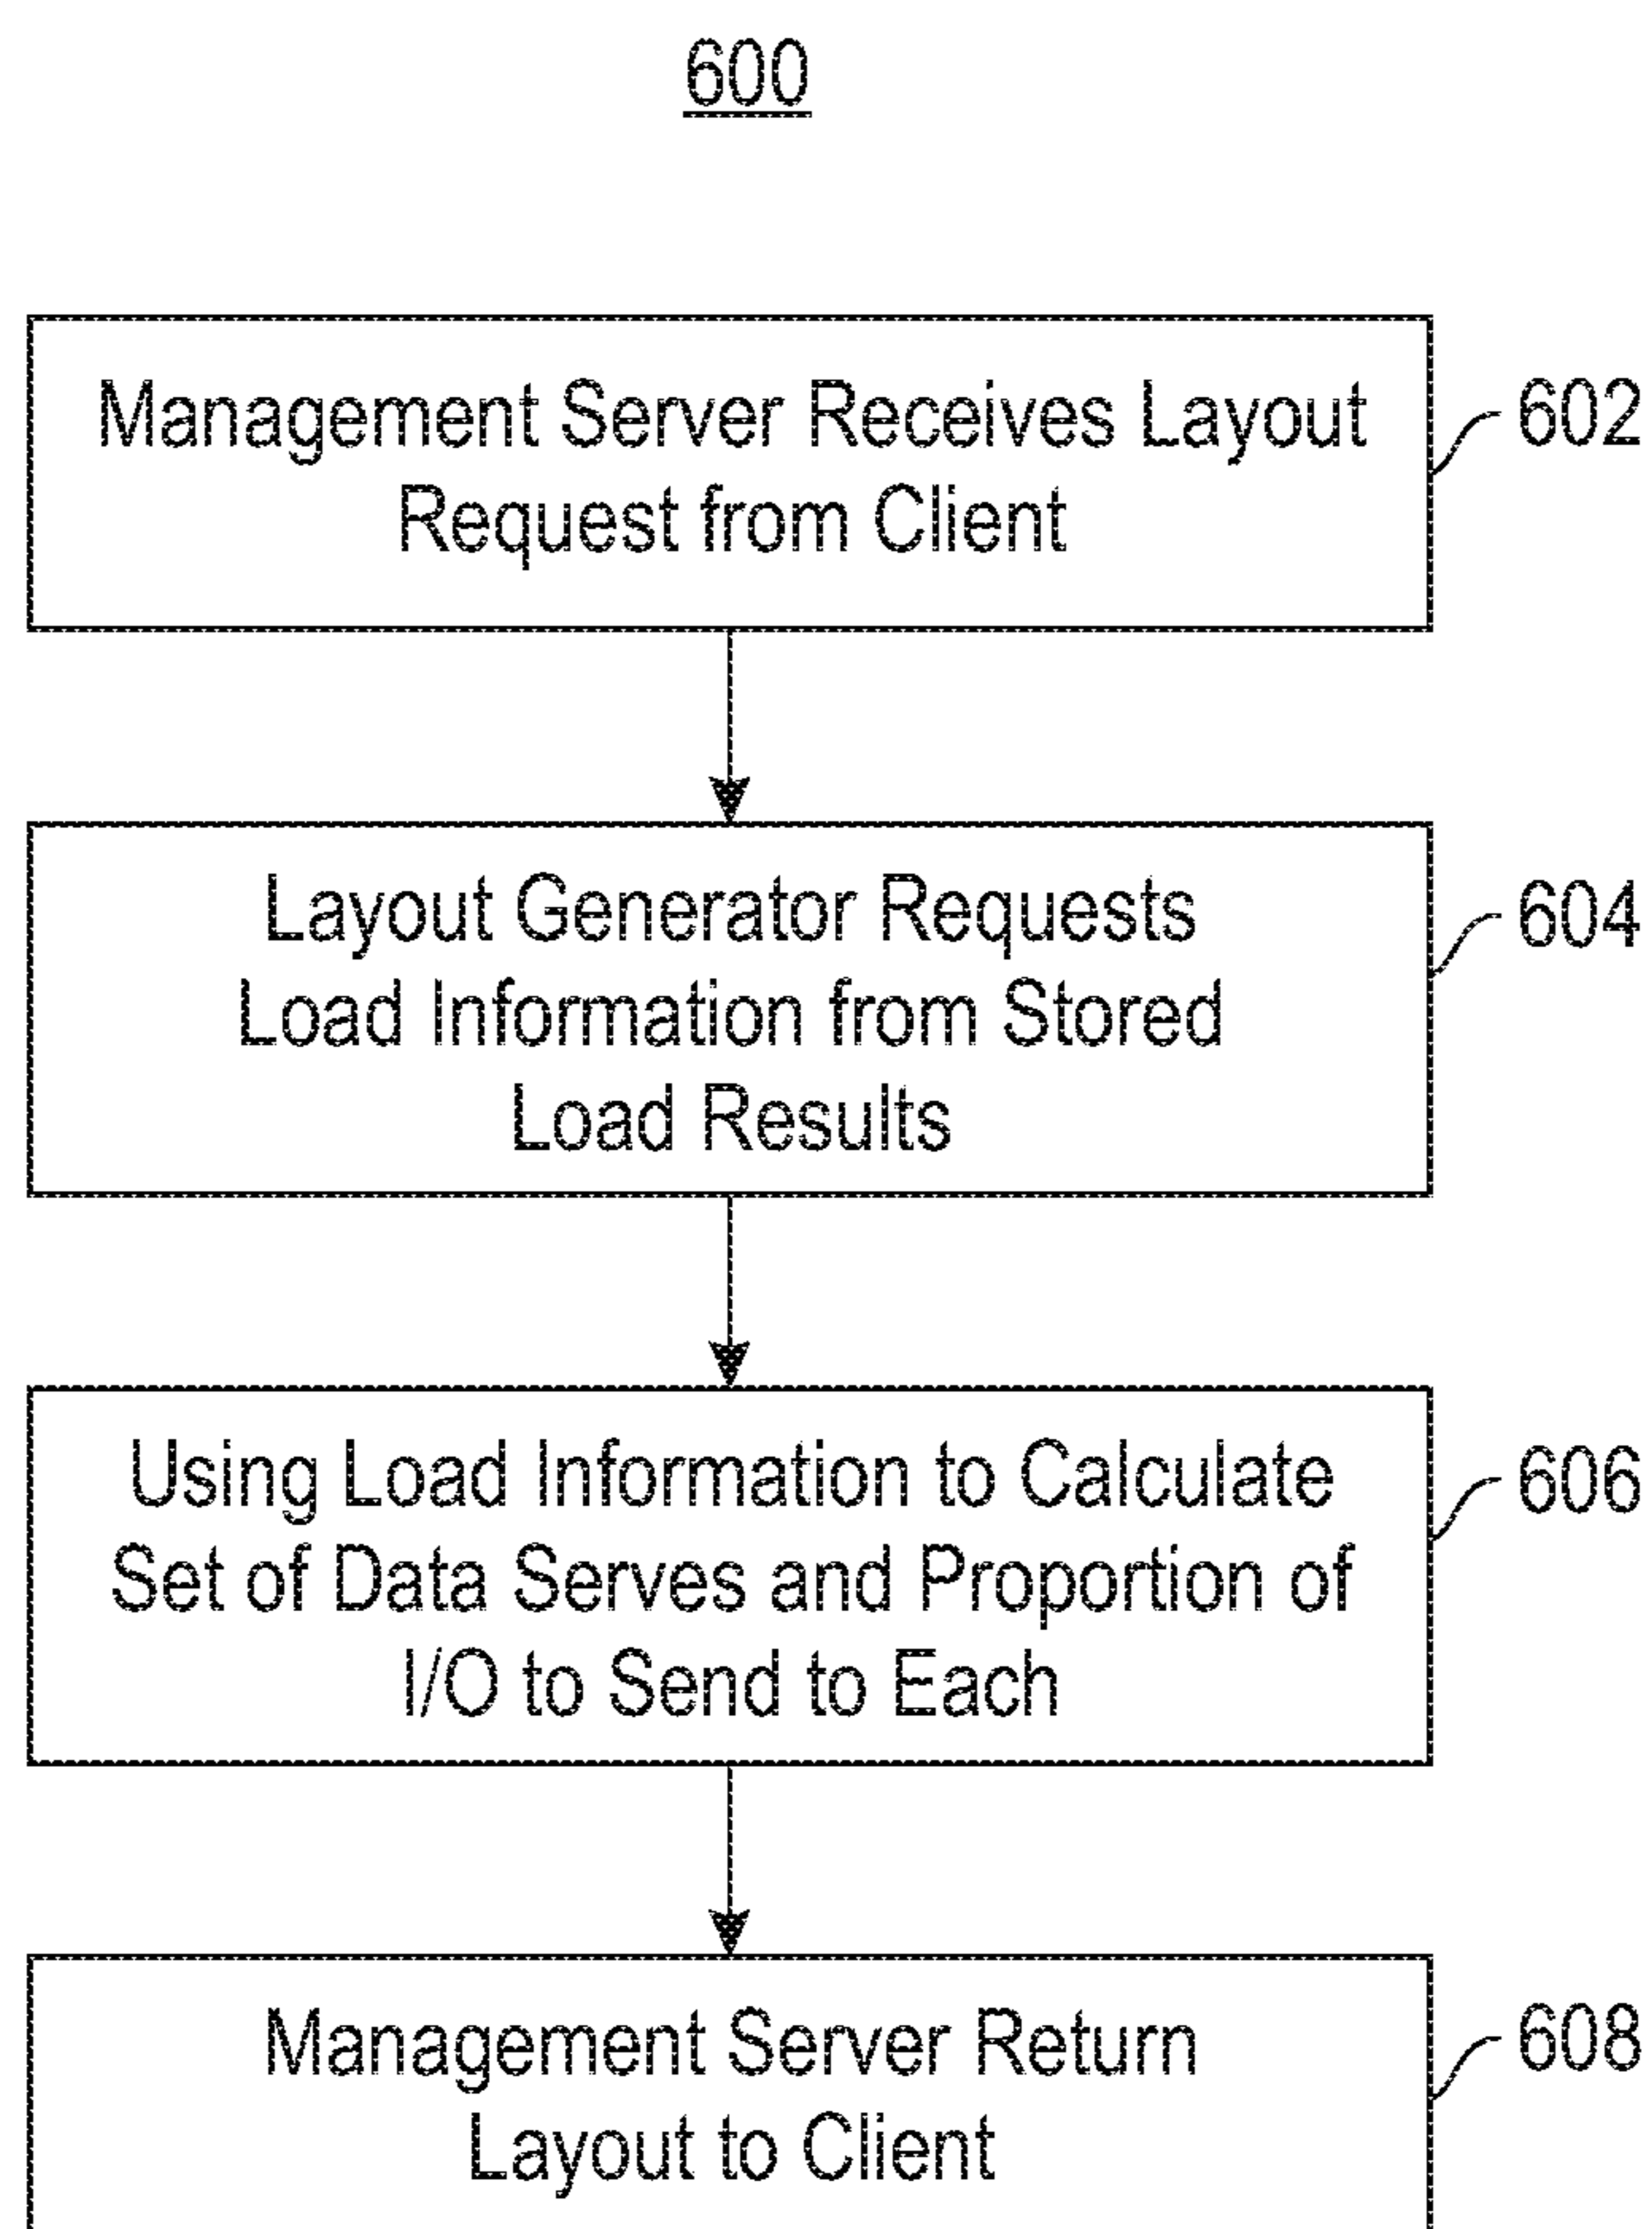 600
Management Server Receives Layout
Request from Client
602
Layout Generator Requests
Load Information from Stored
Load Results
604
Using Load Information to Calculate
Set of Data Serves and Proportion of
I/O to Send to Each
606
Management Server Return
Layout to Client
608